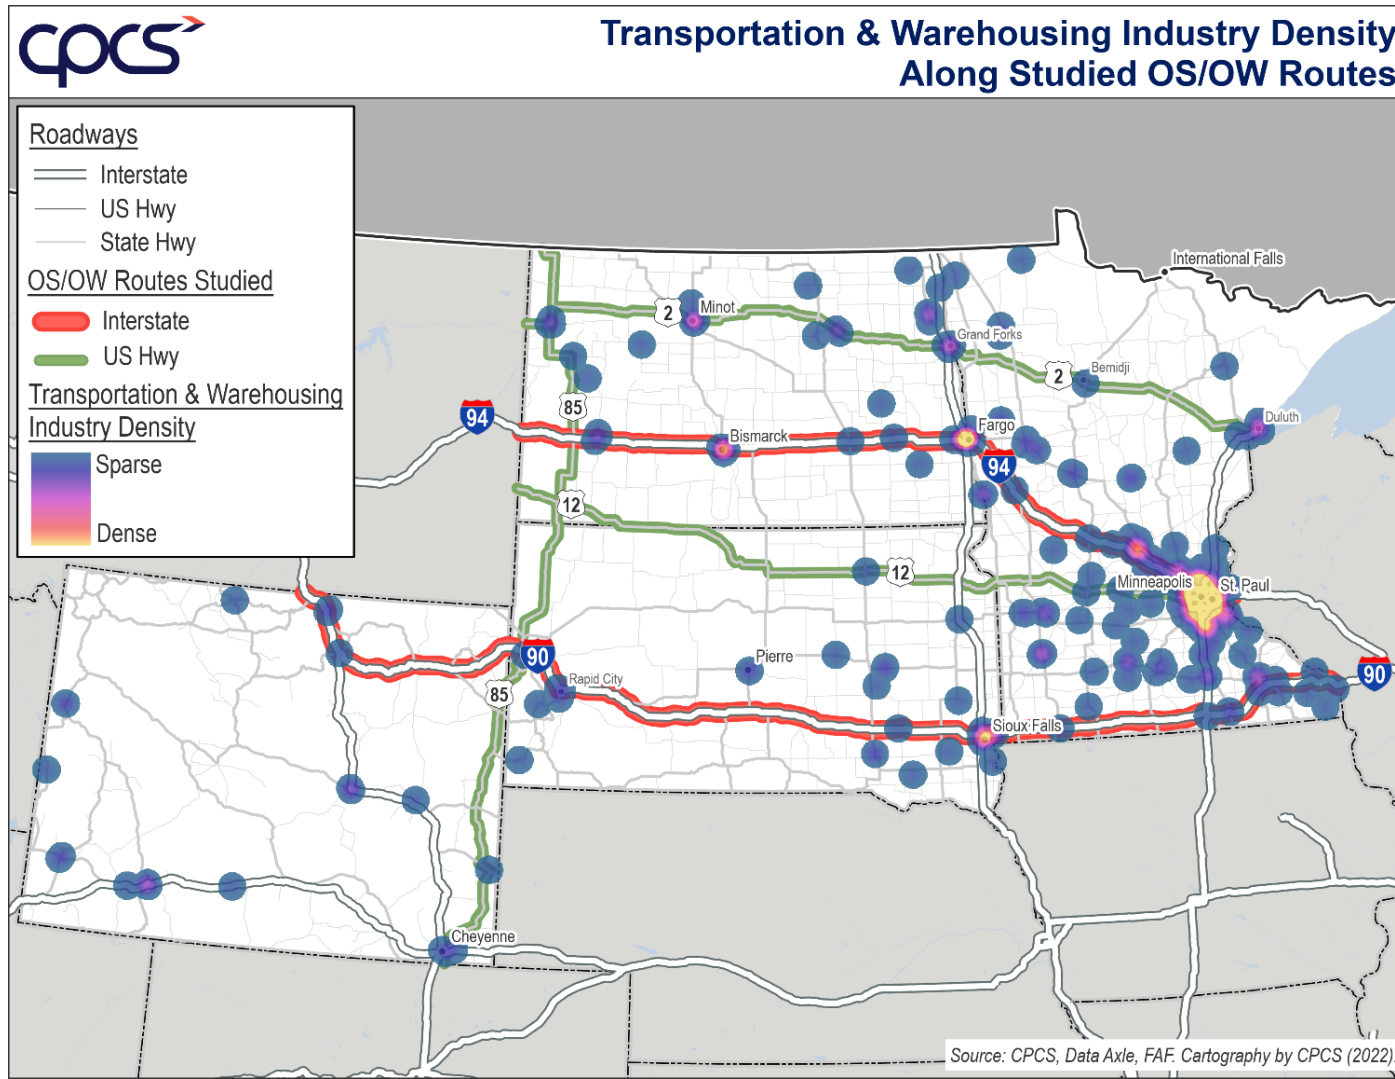 cpcs
Transportation & Warehousing Industry Density
Along Studied OS/OW Routes
Roadways
Interstate
US Hwy
State Hwy
OS/OW Routes Studied
Interstate
US Hwy
Transportation & Warehousing
Industry Density
Sparse
Dense
International Falls
2
Minot
Grand Forks
2
Bemidji
85
94
Bismarck
Fargo
Duluth
94
12
12
Minneapolis
St. Paul
90
Pierre
Rapid City
90
85
Sioux Falls
Cheyenne
Source: CPCS, Data Axle, FAF. Cartography by CPCS (2022)